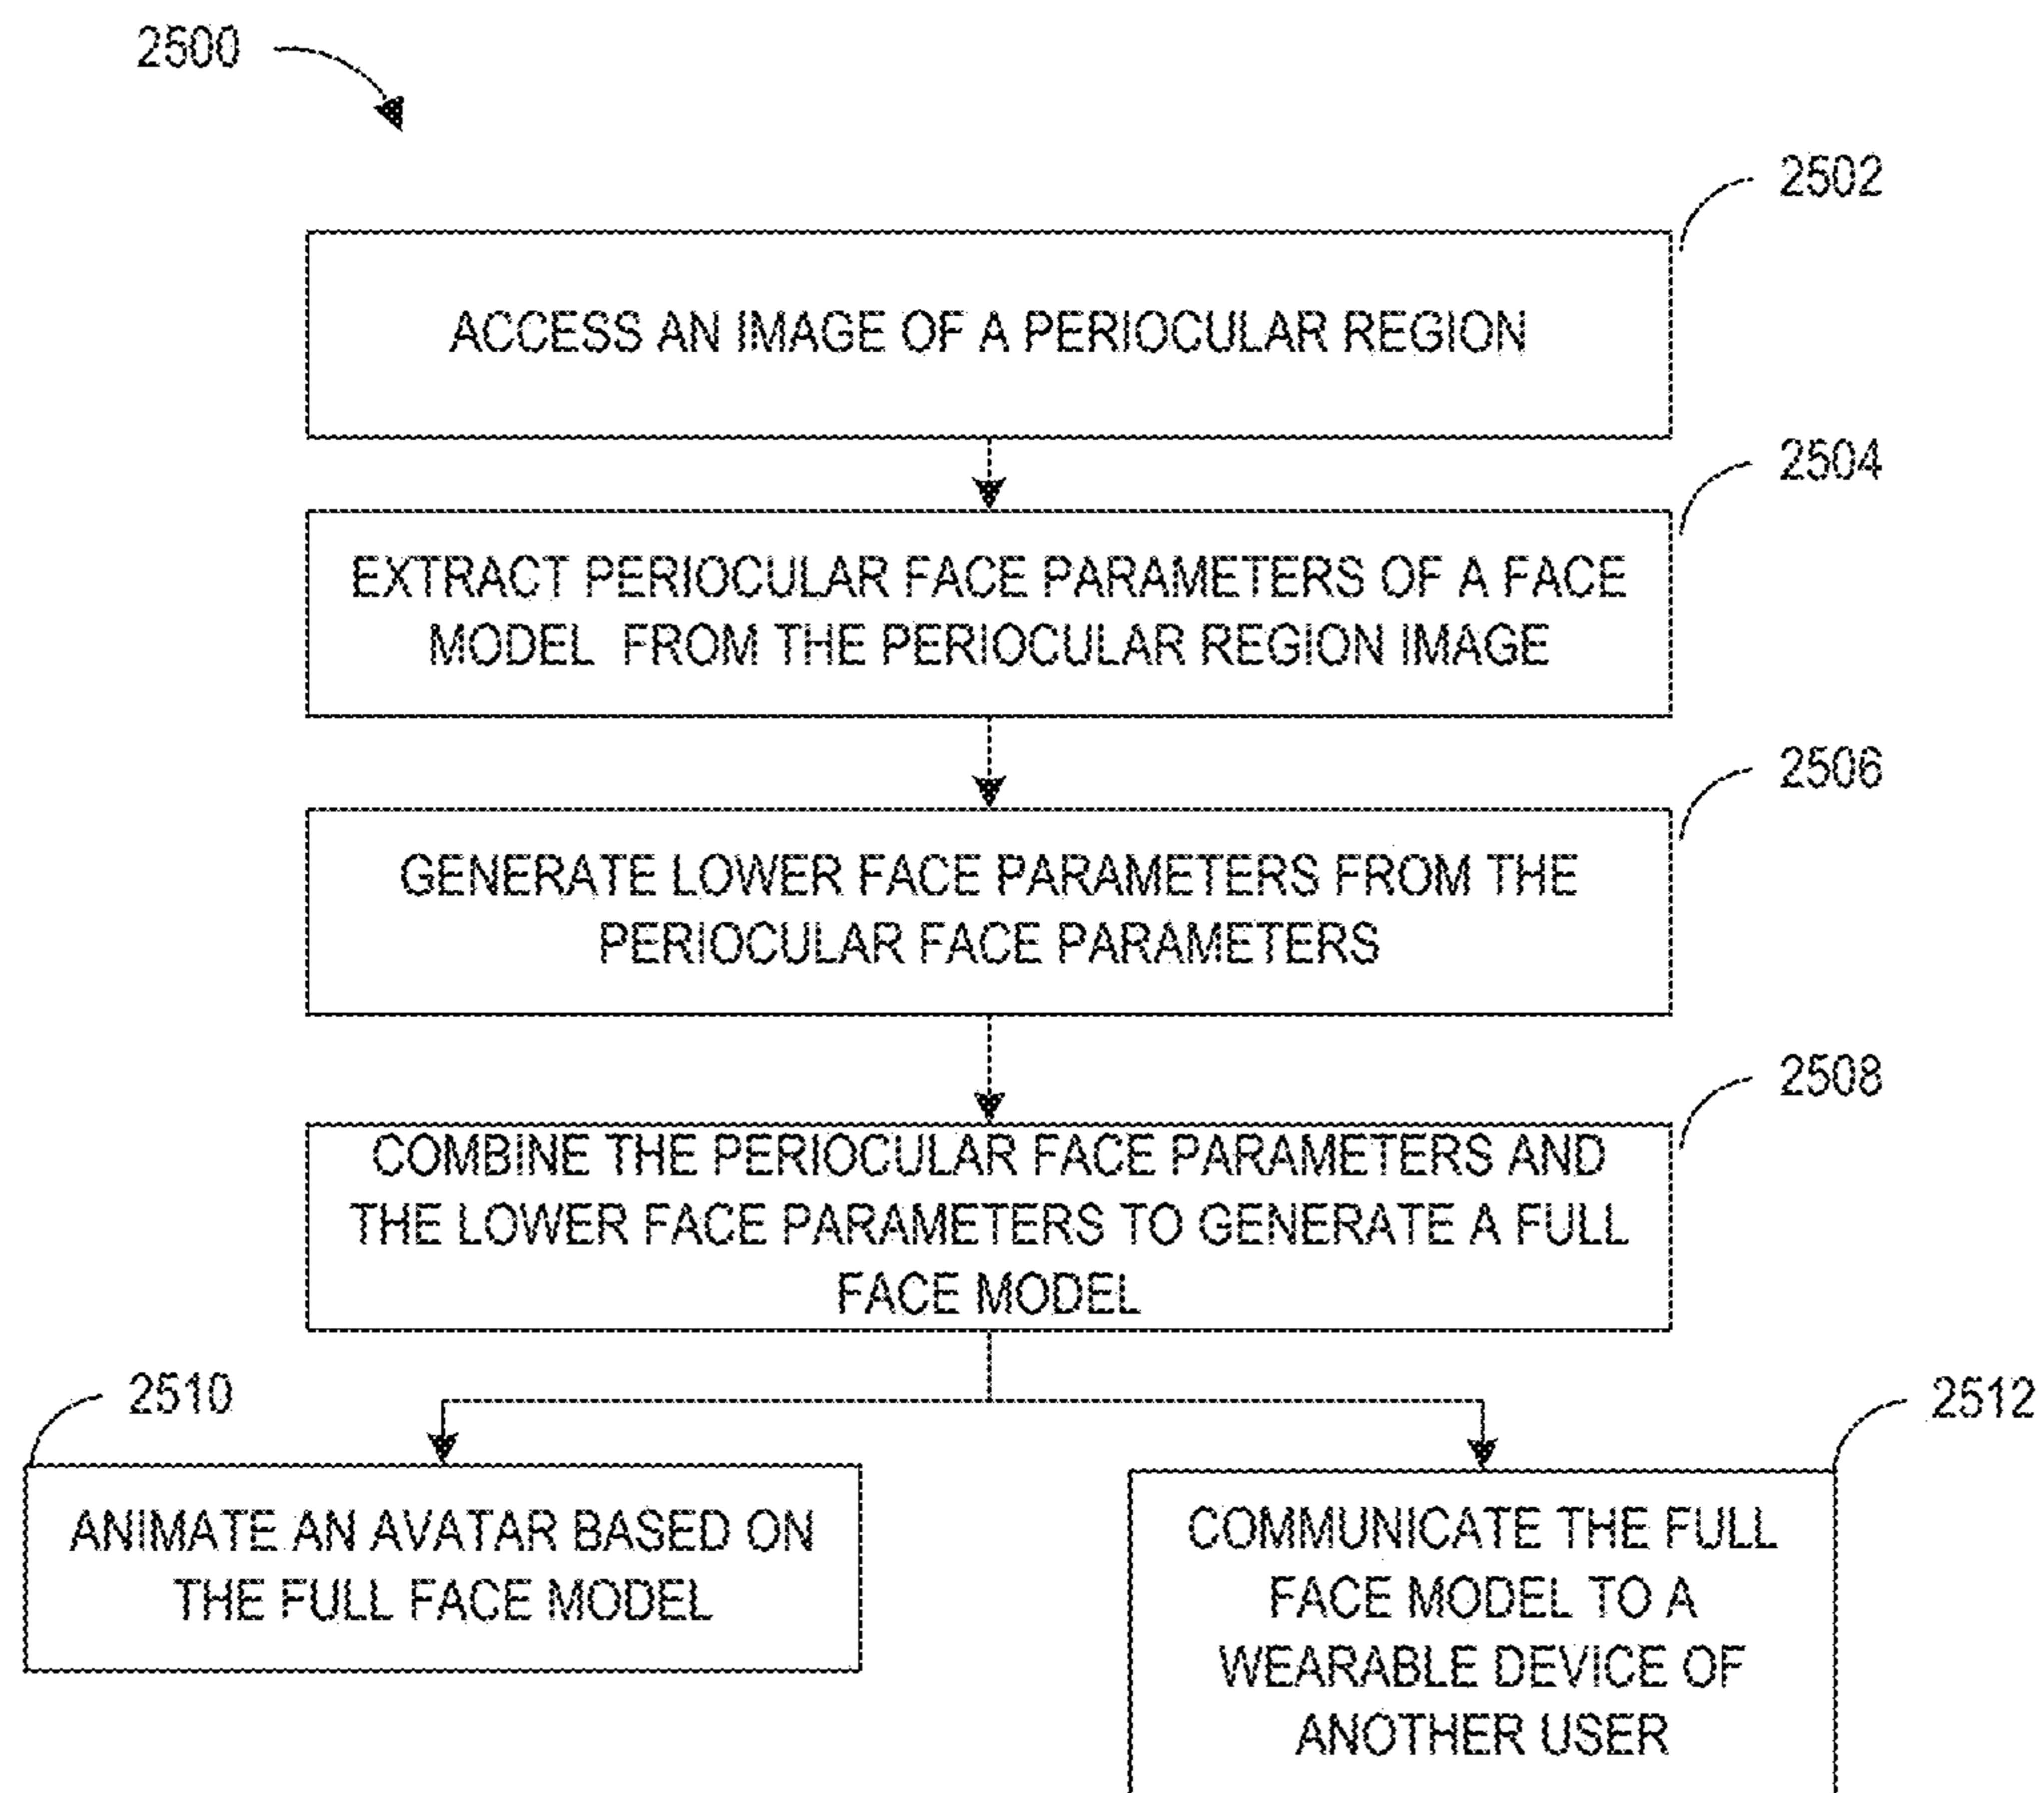 2500
2502
ACCESS AN IMAGE OF A PERIOCULAR REGION
2504
EXTRACT PERIOCULAR FACE PARAMETERS OF A FACE
MODEL FROM THE PERIOCULAR REGION IMAGE
2506
GENERATE LOWER FACE PARAMETERS FROM THE
PERIOCULAR FACE PARAMETERS
2508
COMBINE THE PERIOCULAR FACE PARAMETERS AND
THE LOWER FACE PARAMETERS TO GENERATE A FULL
FACE MODEL
2510
ANIMATE AN AVATAR BASED ON
THE FULL FACE MODEL
2512
COMMUNICATE THE FULL
FACE MODEL TO A
WEARABLE DEVICE OF
ANOTHER USER